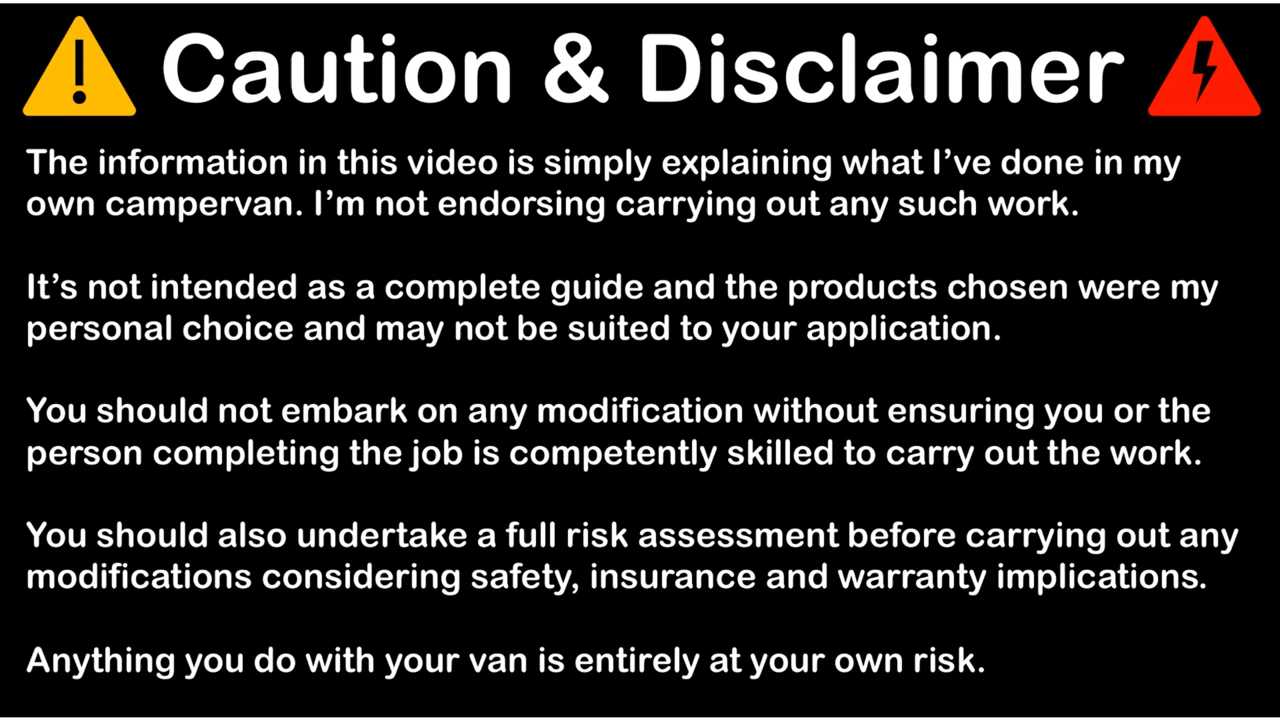 Caution & Disclaimer
The information in this video is simply explaining what I’ve done in my
own campervan. I’m not endorsing carrying out any such work.
It’s not intended as a complete guide and the products chosen were my
personal choice and may not be suited to your application.
You should not embark on any modification without ensuring you or the
person completing the job is competently skilled to carry out the work.
You should also undertake a full risk assessment before carrying out any
modifications considering safety, insurance and warranty implications.
Anything you do with your van is entirely at your own risk.